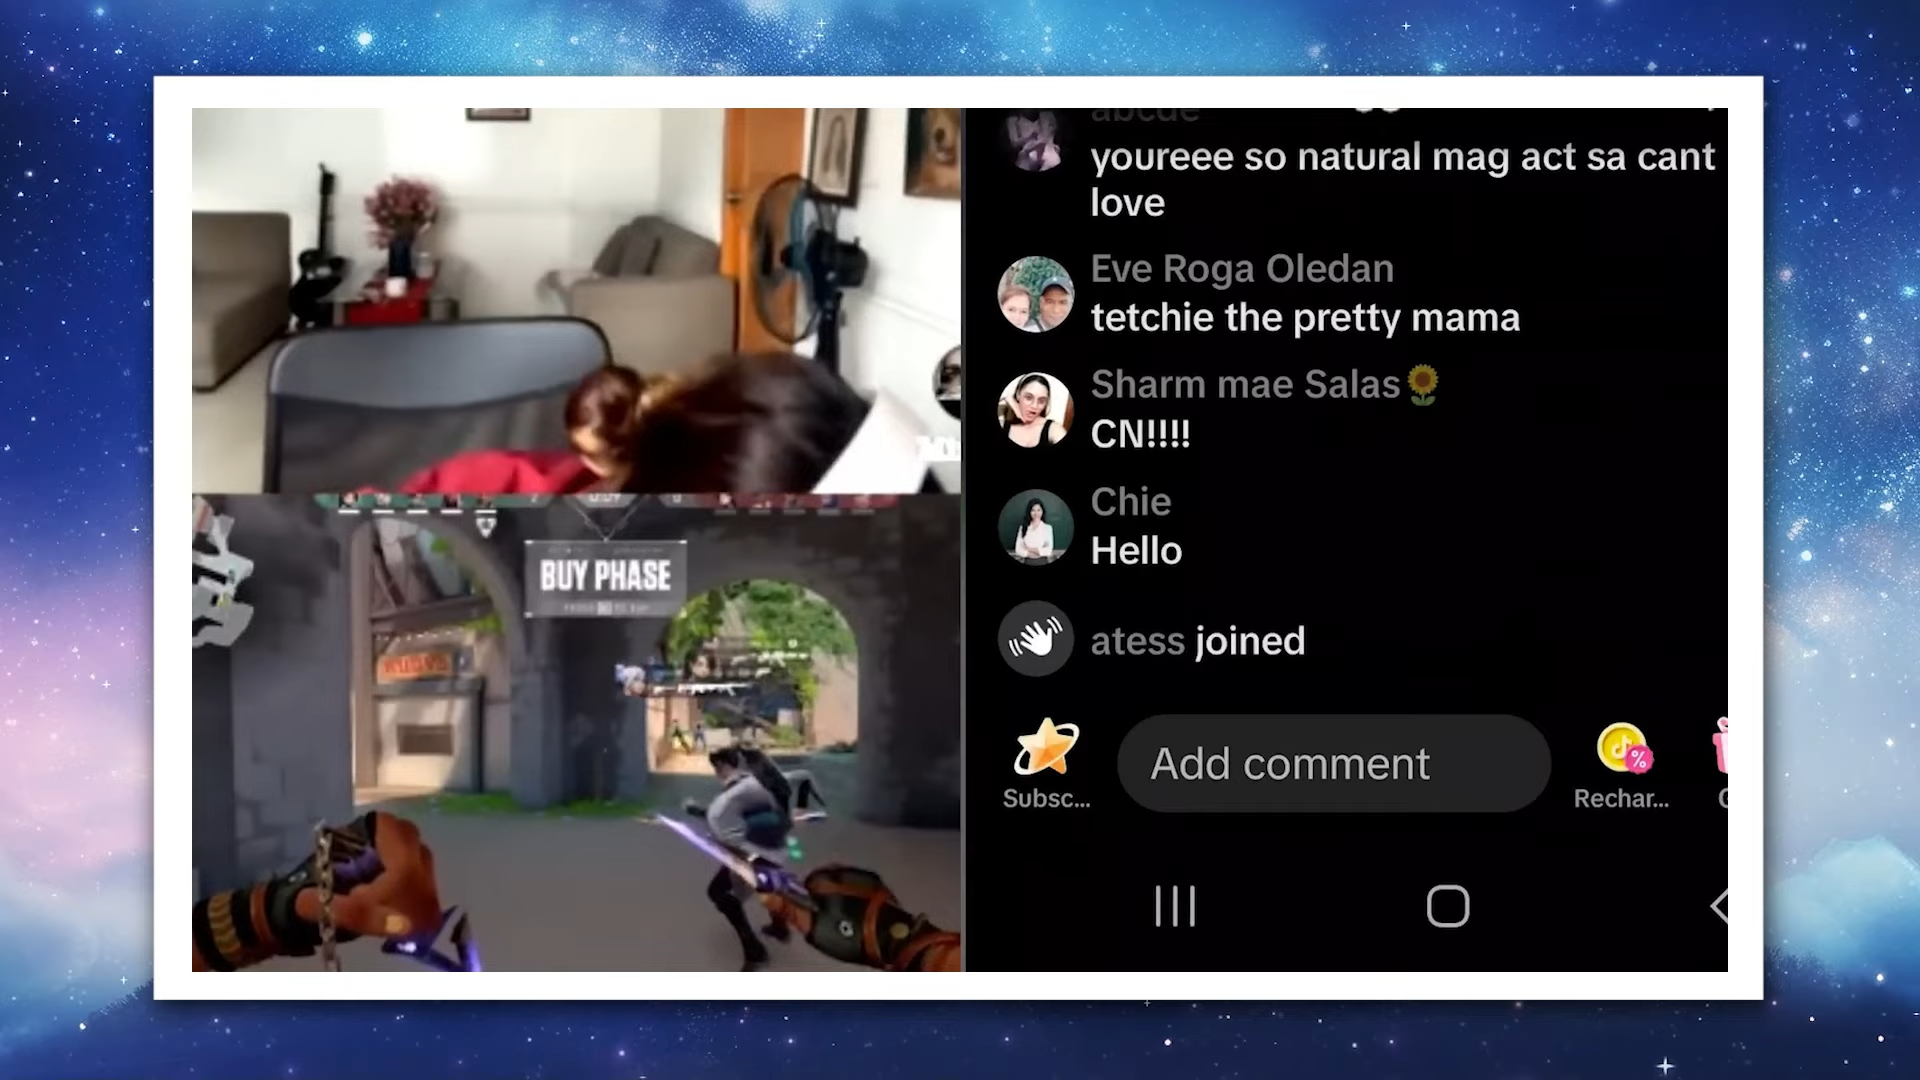 abcde
youreee so natural mag act sa cant
love
Eve Roga Oledan
tetchie the pretty mama
Sharm mae Salas🌻
CN!!!!
Chie
Hello
atess joined
Subsc...
Add comment
Rechar...
BUY PHASE